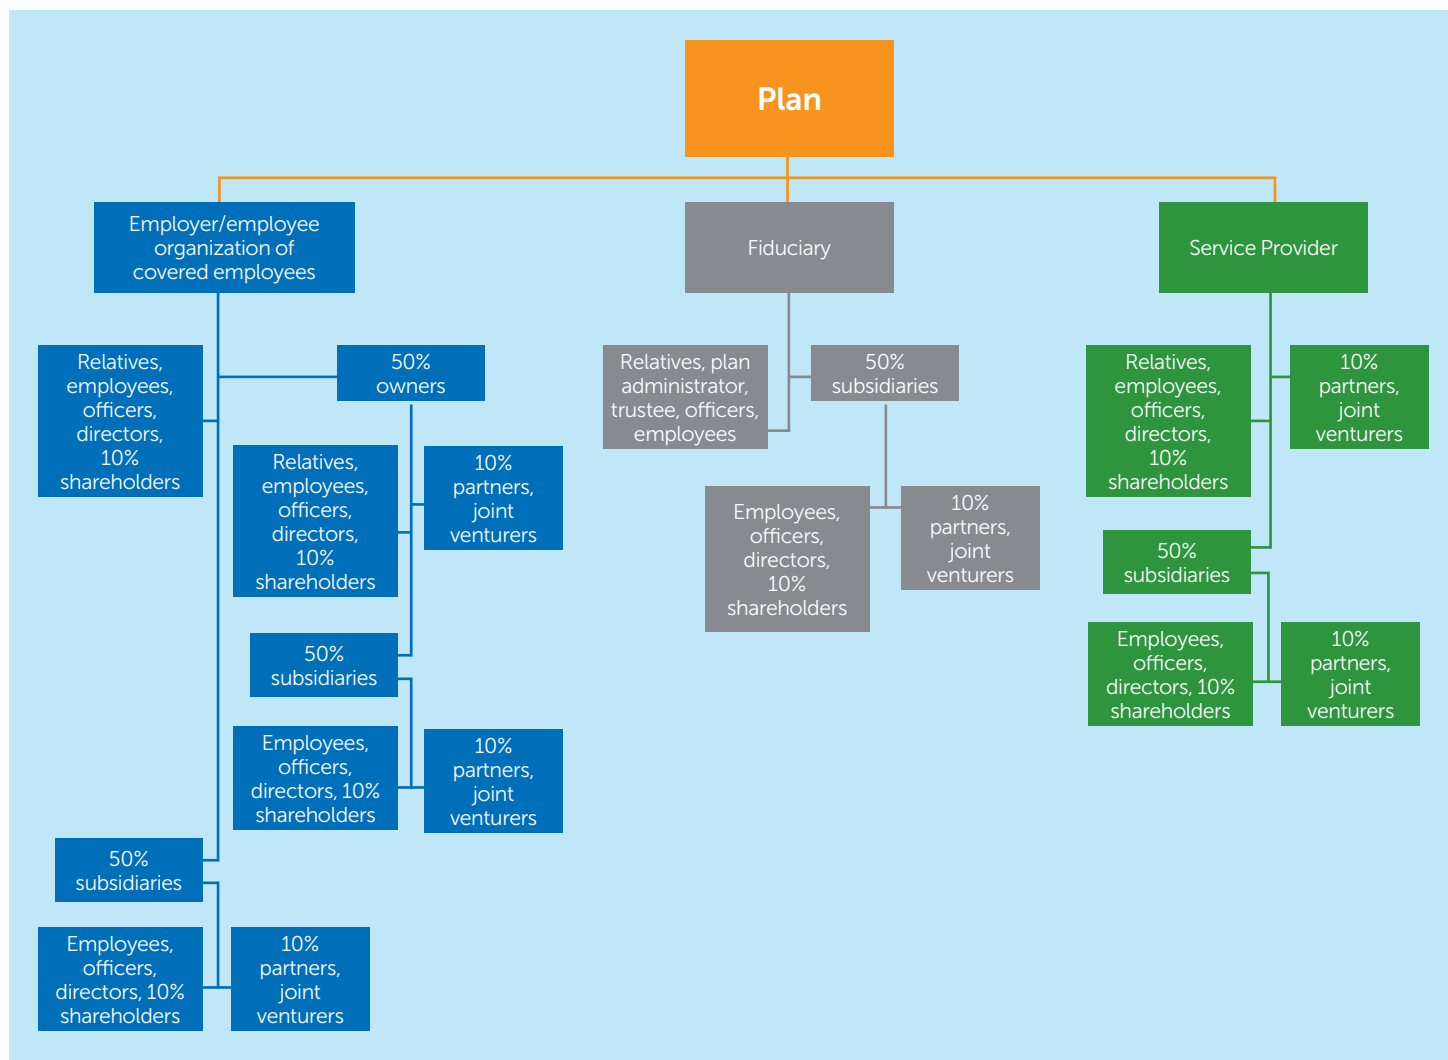 Plan
Employer/employee
organization of
covered employees
Relatives,
employees,
officers,
directors,
10%
shareholders
50%
owners
Relatives,
employees,
officers,
directors,
10%
shareholders
10%
partners,
joint
venturers
50%
subsidiaries
Employees,
officers,
directors, 10%
shareholders
10%
partners,
joint
venturers
50%
subsidiaries
Employees,
officers,
directors, 10%
shareholders
10%
partners,
joint
venturers
Fiduciary
Relatives, plan
administrator,
trustee, officers,
employees
50%
subsidiaries
Employees,
officers,
directors,
10%
shareholders
10%
partners,
joint
venturers
Service Provider
Relatives,
employees,
officers,
directors,
10%
shareholders
10%
partners,
joint
venturers
50%
subsidiaries
Employees,
officers,
directors, 10%
shareholders
10%
partners,
joint
venturers